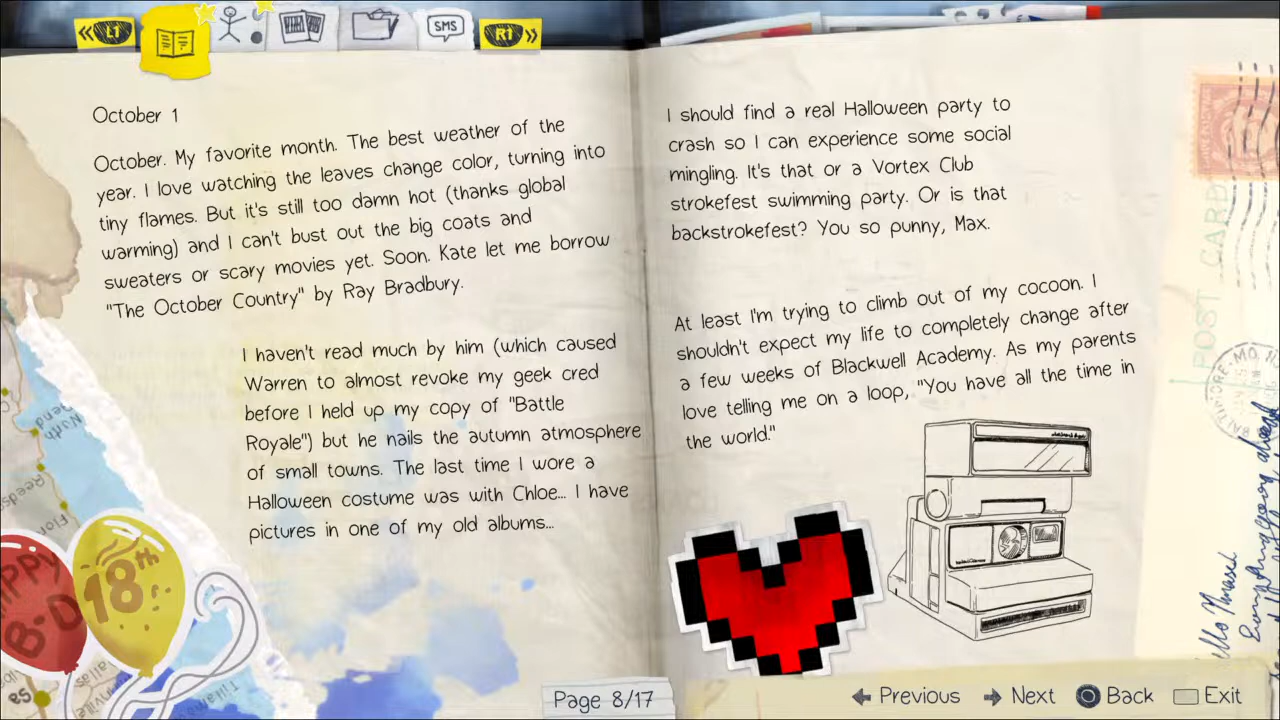 L1
SMS
R1
October 1
October. My favorite month. The best weather of the
year. I love watching the leaves change color, turning into
tiny flames. But it's still too damn hot (thanks global
warming) and I can't bust out the big coats and
sweaters or scary movies yet. Soon. Kate let me borrow
"The October Country" by Ray Bradbury.
I haven't read much by him (which caused
Warren to almost revoke my geek cred
before I held up my copy of "Battle
Royale") but he nails the autumn atmosphere
of small towns. The last time I wore a
Halloween costume was with Chloe... I have
pictures in one of my old albums...
I should find a real Halloween party to
crash so I can experience some social
mingling. It's that or a Vortex Club
strokefest swimming party. Or is that
backstrokefest? You so punny, Max.
At least I'm trying to climb out of my cocoon. I
shouldn't expect my life to completely change after
a few weeks of Blackwell Academy. As my parents
love telling me on a loop, "You have all the time in
the world."
18th
B-D
POST CARD
Page 8/17
Previous
Next
Back
Exit